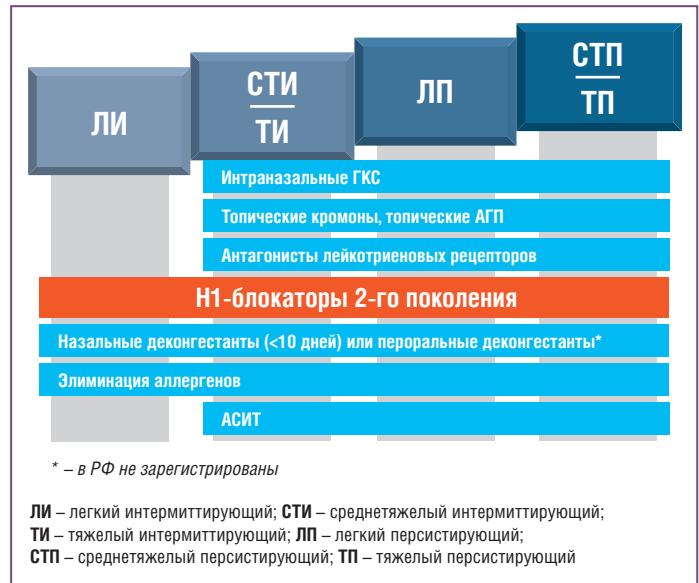 ЛИ
СТИ
ТИ
ЛП
СТП
ТП
Интраназальные ГКС
Топические кромоны, топические АГП
Антагонисты лейкотриеновых рецепторов
Н1-блокаторы 2-го поколения
Назальные деконгестанты (<10 дней) или пероральные деконгестанты*
Элиминация аллергенов
АСИТ
* – в РФ не зарегистрированы
ЛИ – легкий интермиттирующий; СТИ – среднетяжелый интермиттирующий;
ТИ – тяжелый интермиттирующий; ЛП – легкий персистирующий;
СТП – среднетяжелый персистирующий; ТП – тяжелый персистирующий